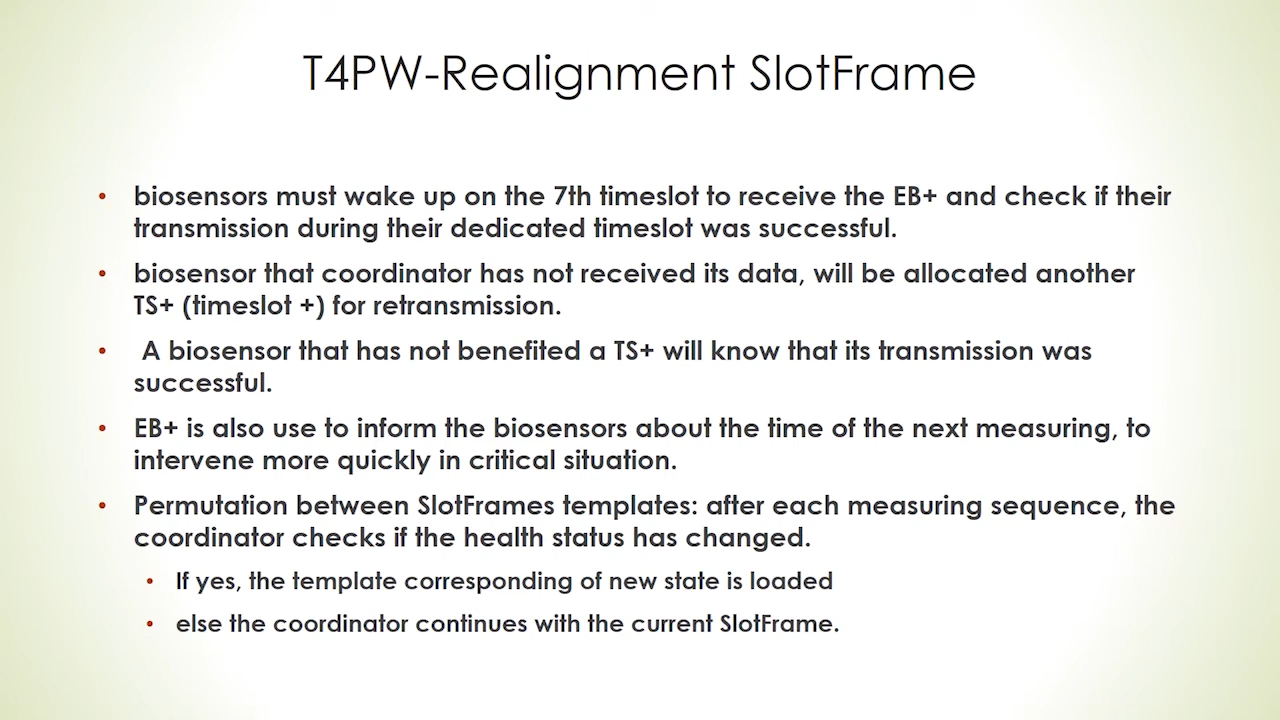 T4PW-Realignment SlotFrame
• biosensors must wake up on the 7th timeslot to receive the EB+ and check if their
transmission during their dedicated timeslot was successful.
• biosensor that coordinator has not received its data, will be allocated another
TS+ (timeslot +) for retransmission.
• A biosensor that has not benefited a TS+ will know that its transmission was
successful.
• EB+ is also use to inform the biosensors about the time of the next measuring, to
intervene more quickly in critical situation.
• Permutation between SlotFrames templates: after each measuring sequence, the
coordinator checks if the health status has changed.
• If yes, the template corresponding of new state is loaded
• else the coordinator continues with the current SlotFrame.